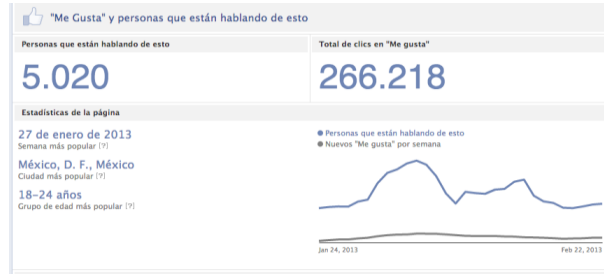 "Me Gusta" y personas que están hablando de esto
Personas que están hablando de esto
5.020
Total de clics en "Me gusta"
266.218
Estadísticas de la página
27 de enero de 2013
Semana más popular [?]
México, D. F., México
Ciudad más popular [?]
18-24 años
Grupo de edad más popular [?]
Personas que están hablando de esto
Nuevos "Me gusta" por semana
Jan 24, 2013
Feb 22, 2013